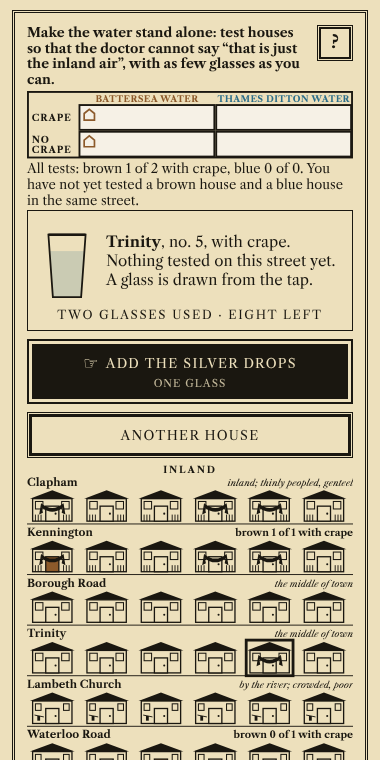 Make the water stand alone: test houses
so that the doctor cannot say “that is just
the inland air”, with as few glasses as you
can.
?
BATTERSEA WATER THAMES DITTON WATER
CRAPE
NO
CRAPE
All tests: brown 1 of 2 with crape, blue 0 of 0. You
have not yet tested a brown house and a blue house
in the same street.
Trinity, no. 5, with crape.
Nothing tested on this street yet.
A glass is drawn from the tap.
TWO GLASSES USED · EIGHT LEFT
☞ ADD THE SILVER DROPS
ONE GLASS
ANOTHER HOUSE
INLAND
Clapham inland; thinly peopled, genteel
Kennington brown 1 of 1 with crape
Borough Road the middle of town
Trinity the middle of town
Lambeth Church by the river; crowded, poor
Waterloo Road brown 0 of 1 with crape